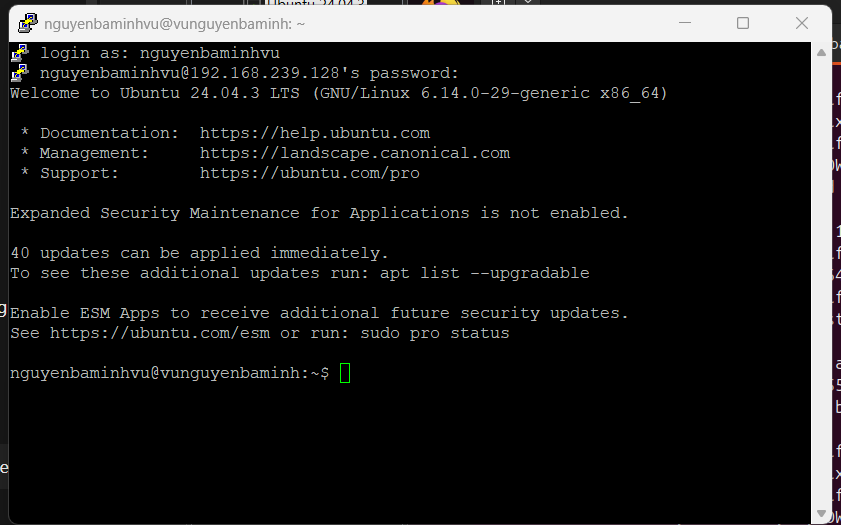 Ubuntu 24.04.3
nguyenbaminhvu@vunguyenbaminh: ~
login as: nguyenbaminhvu
nguyenbaminhvu@192.168.239.128's password:
Welcome to Ubuntu 24.04.3 LTS (GNU/Linux 6.14.0-29-generic x86_64)
* Documentation:  https://help.ubuntu.com
* Management:     https://landscape.canonical.com
* Support:        https://ubuntu.com/pro
Expanded Security Maintenance for Applications is not enabled.
40 updates can be applied immediately.
To see these additional updates run: apt list --upgradable
Enable ESM Apps to receive additional future security updates.
See https://ubuntu.com/esm or run: sudo pro status
nguyenbaminhvu@vunguyenbaminh:~$